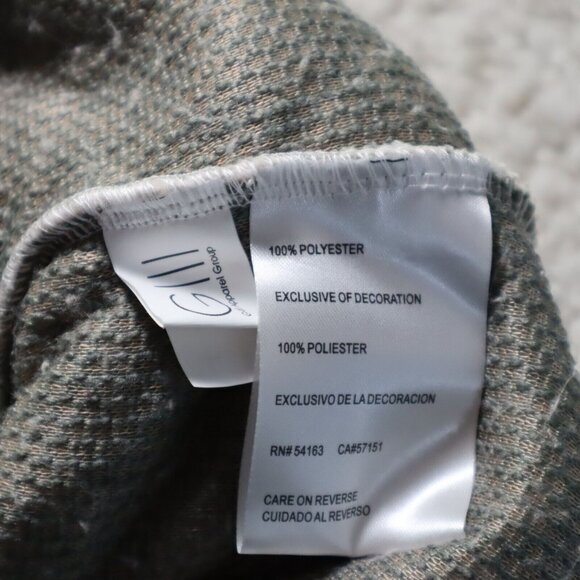 GIII
Apparel Group
100% POLYESTER
EXCLUSIVE OF DECORATION
100% POLIESTER
EXCLUSIVO DE LA DECORACION
RN# 54163 CA#57151
CARE ON REVERSE
CUIDADO AL REVERSO